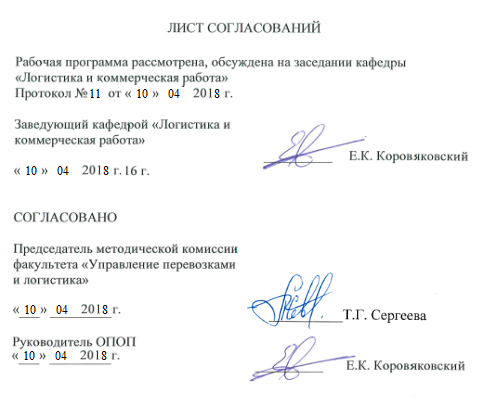 ЛИСТ СОГЛАСОВАНИЙ
Рабочая программа рассмотрена, обсуждена на заседании кафедры
«Логистика и коммерческая работа»
Протокол №11 от « 10 » 04 2018 г.
Заведующий кафедрой «Логистика и
коммерческая работа»
Е.К. Коровяковский
« 10 » 04 2018 г. 16 г.
СОГЛАСОВАНО
Председатель методической комиссии
факультета «Управление перевозками
и логистика»
« 10 » 04 2018 г.
Т.Г. Сергеева
Руководитель ОПОП
« 10 » 04 2018 г.
Е.К. Коровяковский